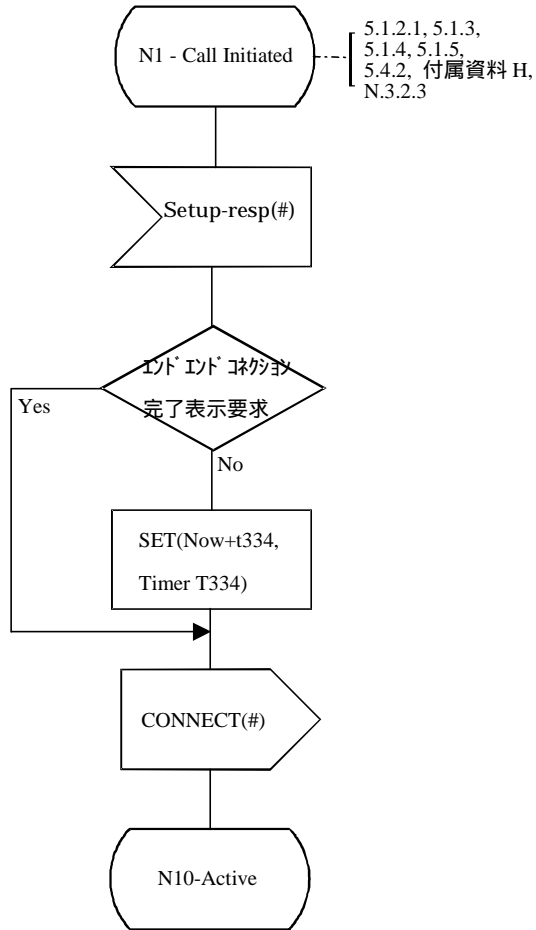 N1 - Call Initiated
5.1.2.1, 5.1.3,
5.1.4, 5.1.5,
5.4.2, 付属資料 H,
N.3.2.3
Setup-resp(#)
ｴﾝﾄﾞｴﾝﾄﾞｺﾈｸｼｮﾝ
完了表示要求
Yes
No
SET(Now+t334,
Timer T334)
CONNECT(#)
N10-Active